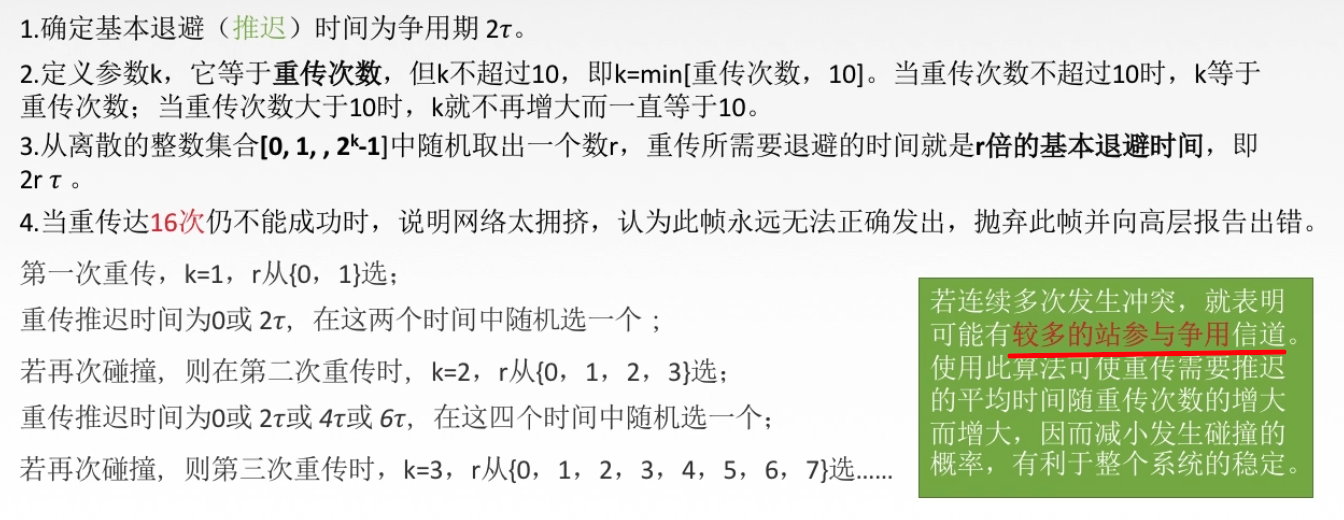 1.确定基本退避（推迟）时间为争用期 2τ。
2.定义参数k，它等于重传次数，但k不超过10，即k=min[重传次数，10]。当重传次数不超过10时，k等于
重传次数；当重传次数大于10时，k就不再增大而一直等于10。
3.从离散的整数集合[0, 1, , 2ᵏ-1]中随机取出一个数r，重传所需要退避的时间就是r倍的基本退避时间，即
2r τ 。
4.当重传达16次仍不能成功时，说明网络太拥挤，认为此帧永远无法正确发出，抛弃此帧并向高层报告出错。
第一次重传，k=1，r从{0，1}选；
重传推迟时间为0或 2τ，在这两个时间中随机选一个；
若再次碰撞，则在第二次重传时，k=2，r从{0，1，2，3}选；
重传推迟时间为0或 2τ或 4τ或 6τ，在这四个时间中随机选一个；
若再次碰撞，则第三次重传时，k=3，r从{0，1，2，3，4，5，6，7}选......
若连续多次发生冲突，就表明
可能有较多的站参与争用信道。
使用此算法可使重传需要推迟
的平均时间随重传次数的增大
而增大，因而减小发生碰撞的
概率，有利于整个系统的稳定。